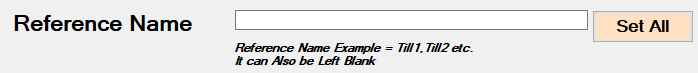 Reference Name
Set All
Reference Name Example = Till1,Till2 etc.
It can Also be Left Blank